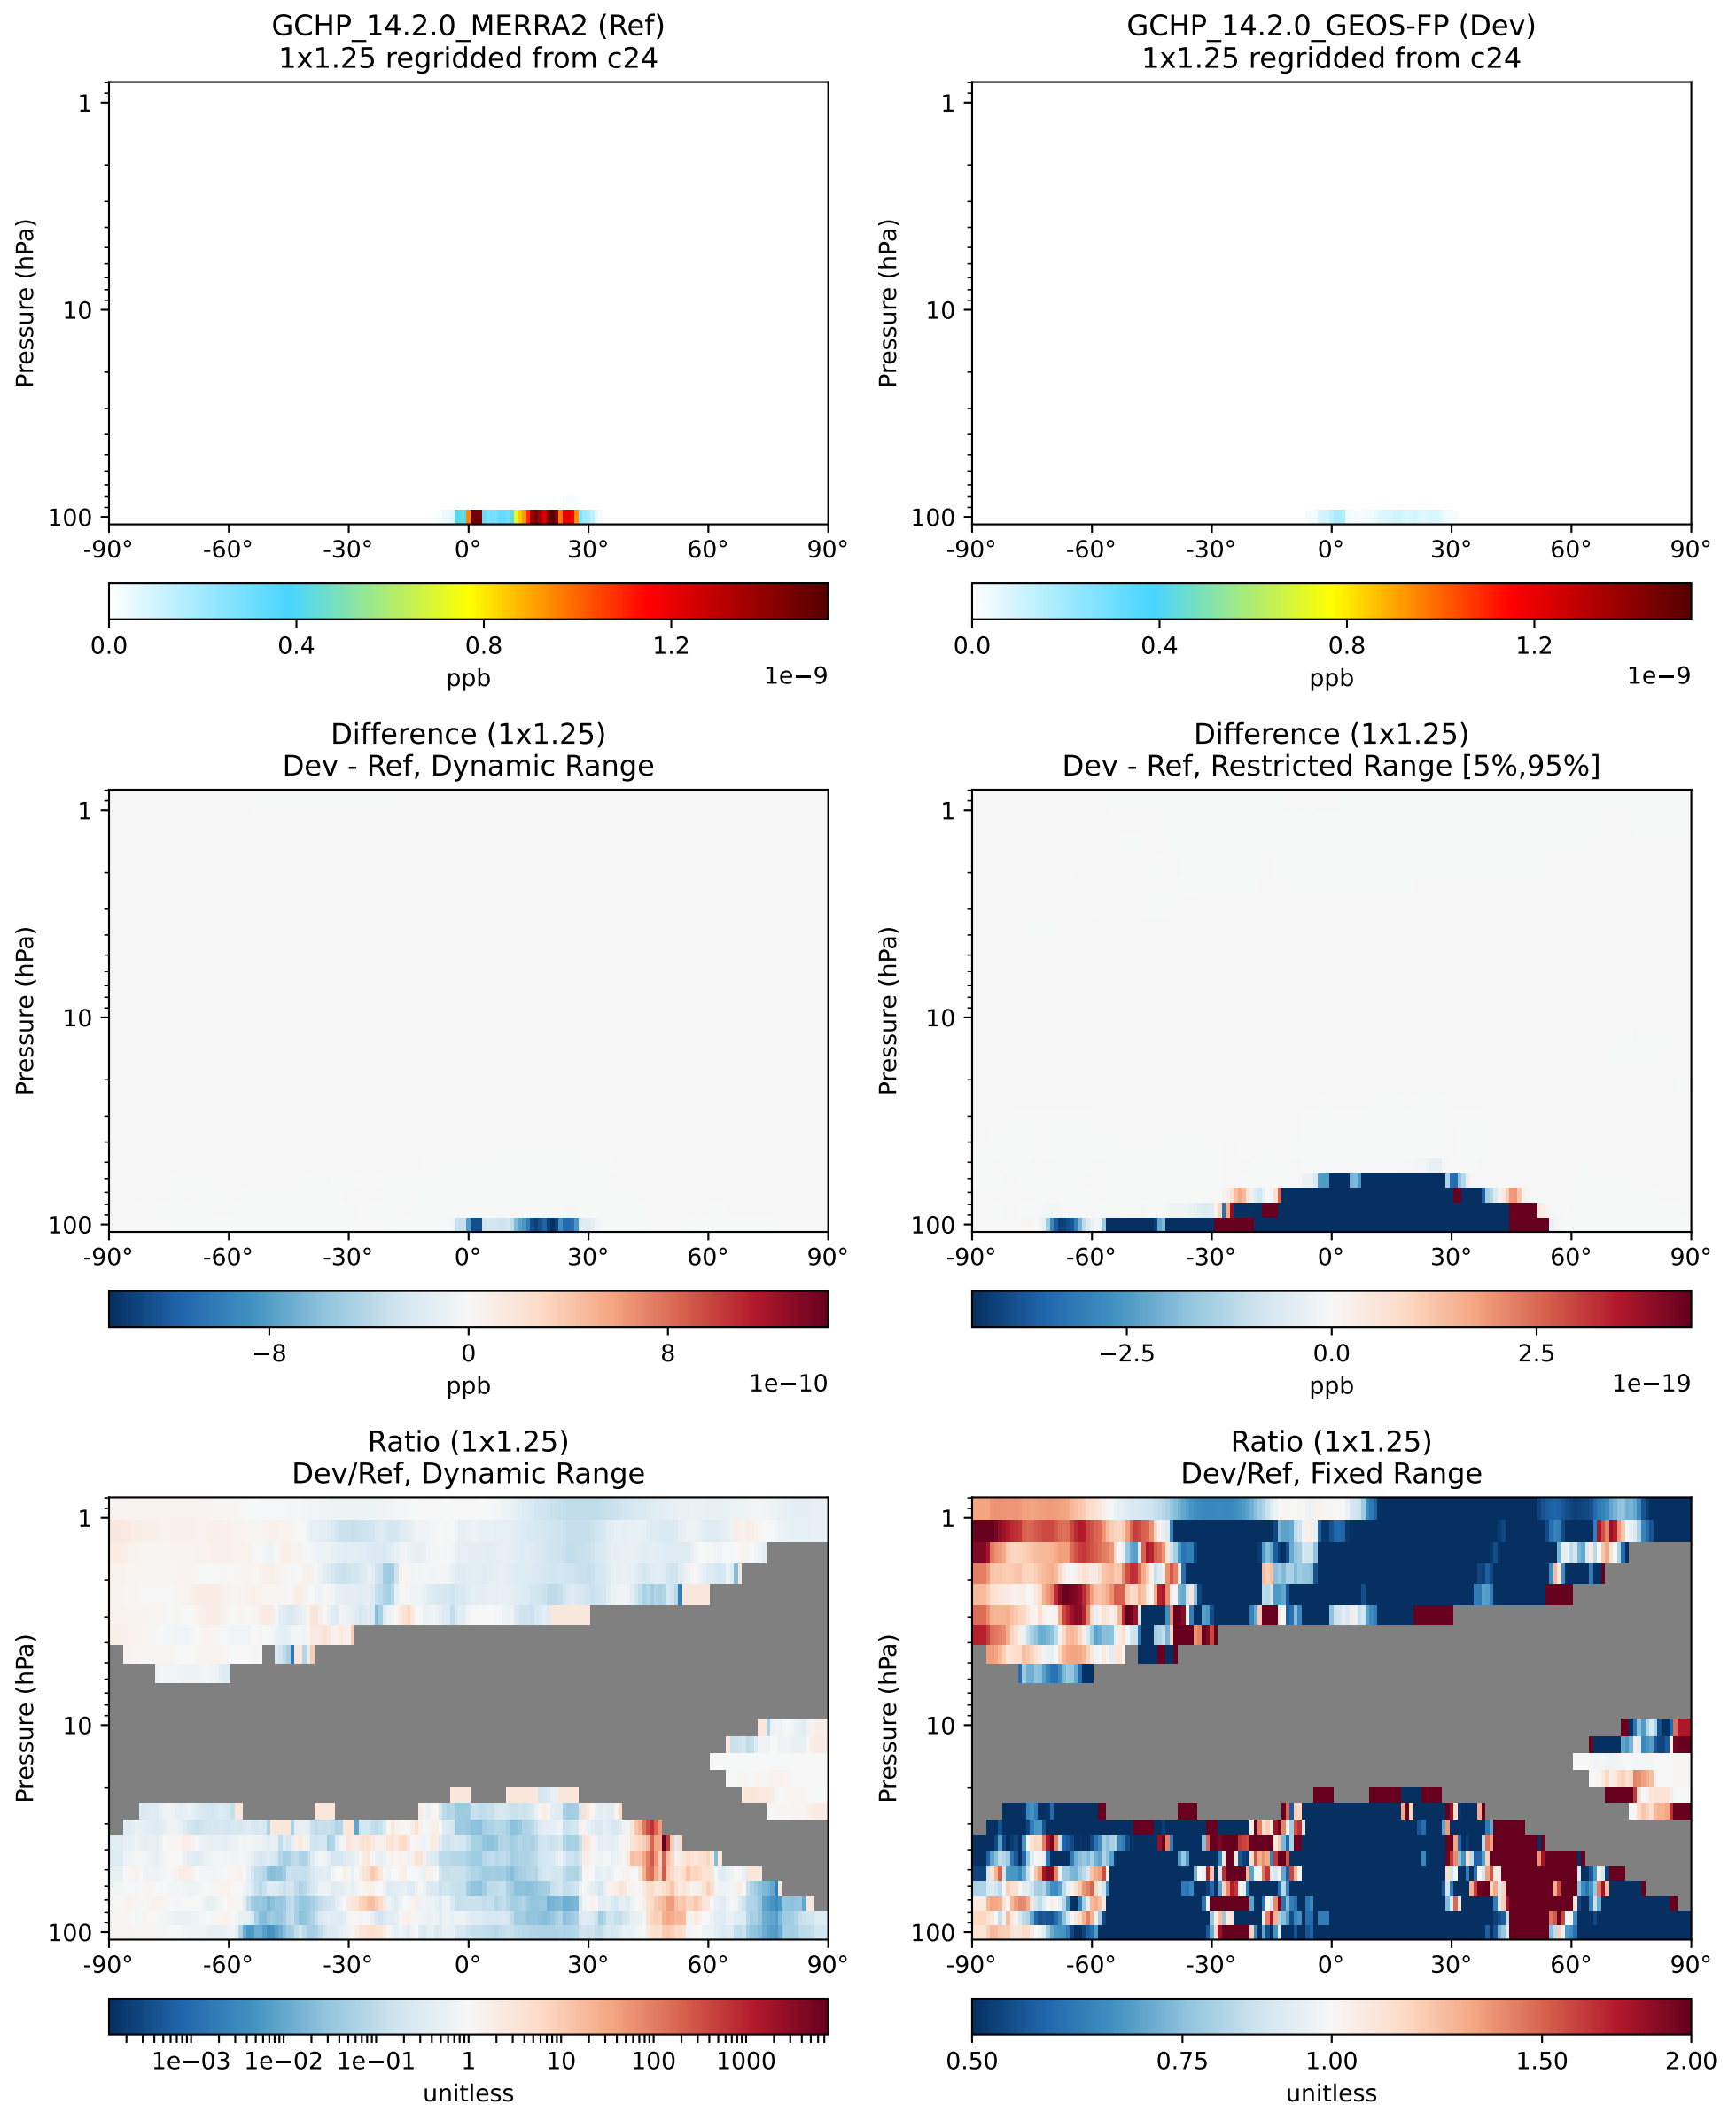 GCHP_14.2.0_MERRA2 (Ref)
1x1.25 regridded from c24
Pressure (hPa)
1
10
100
-90° -60° -30° 0° 30° 60° 90°
0.0 0.4 0.8 1.2
1e−9
ppb
GCHP_14.2.0_GEOS-FP (Dev)
1x1.25 regridded from c24
Pressure (hPa)
1
10
100
-90° -60° -30° 0° 30° 60° 90°
0.0 0.4 0.8 1.2
1e−9
ppb
Difference (1x1.25)
Dev - Ref, Dynamic Range
Pressure (hPa)
1
10
100
-90° -60° -30° 0° 30° 60° 90°
−8 0 8
1e−10
ppb
Difference (1x1.25)
Dev - Ref, Restricted Range [5%,95%]
Pressure (hPa)
1
10
100
-90° -60° -30° 0° 30° 60° 90°
−2.5 0.0 2.5
1e−19
ppb
Ratio (1x1.25)
Dev/Ref, Dynamic Range
Pressure (hPa)
1
10
100
-90° -60° -30° 0° 30° 60° 90°
1e−03 1e−02 1e−01 1 10 100 1000
unitless
Ratio (1x1.25)
Dev/Ref, Fixed Range
Pressure (hPa)
1
10
100
-90° -60° -30° 0° 30° 60° 90°
0.50 0.75 1.00 1.50 2.00
unitless